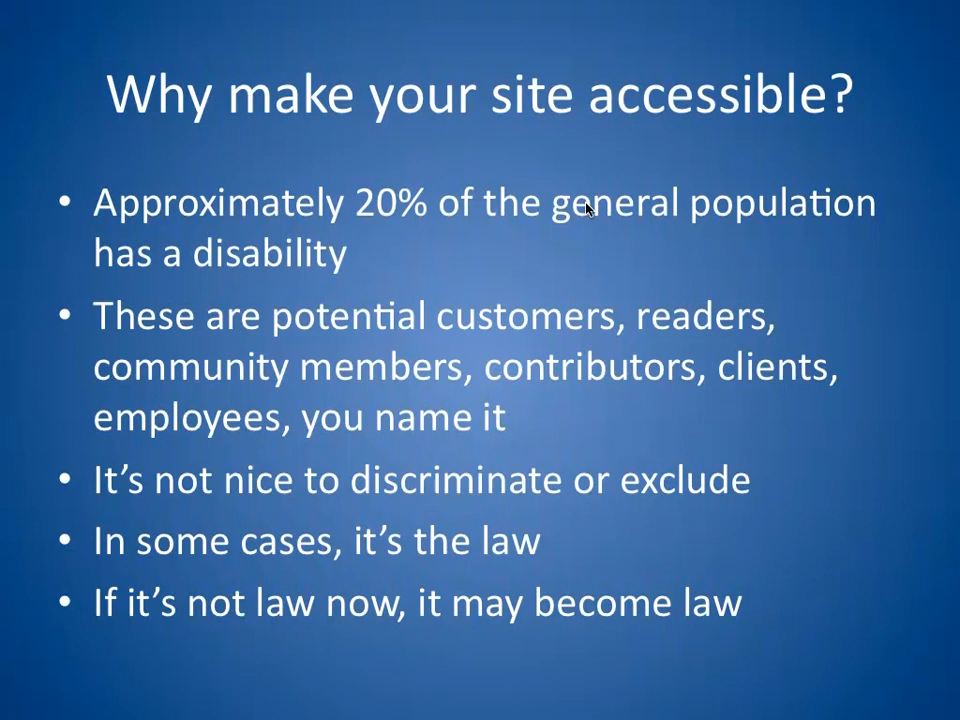 Why make your site accessible?
• Approximately 20% of the general population
has a disability
• These are potential customers, readers,
community members, contributors, clients,
employees, you name it
• It’s not nice to discriminate or exclude
• In some cases, it’s the law
• If it’s not law now, it may become law